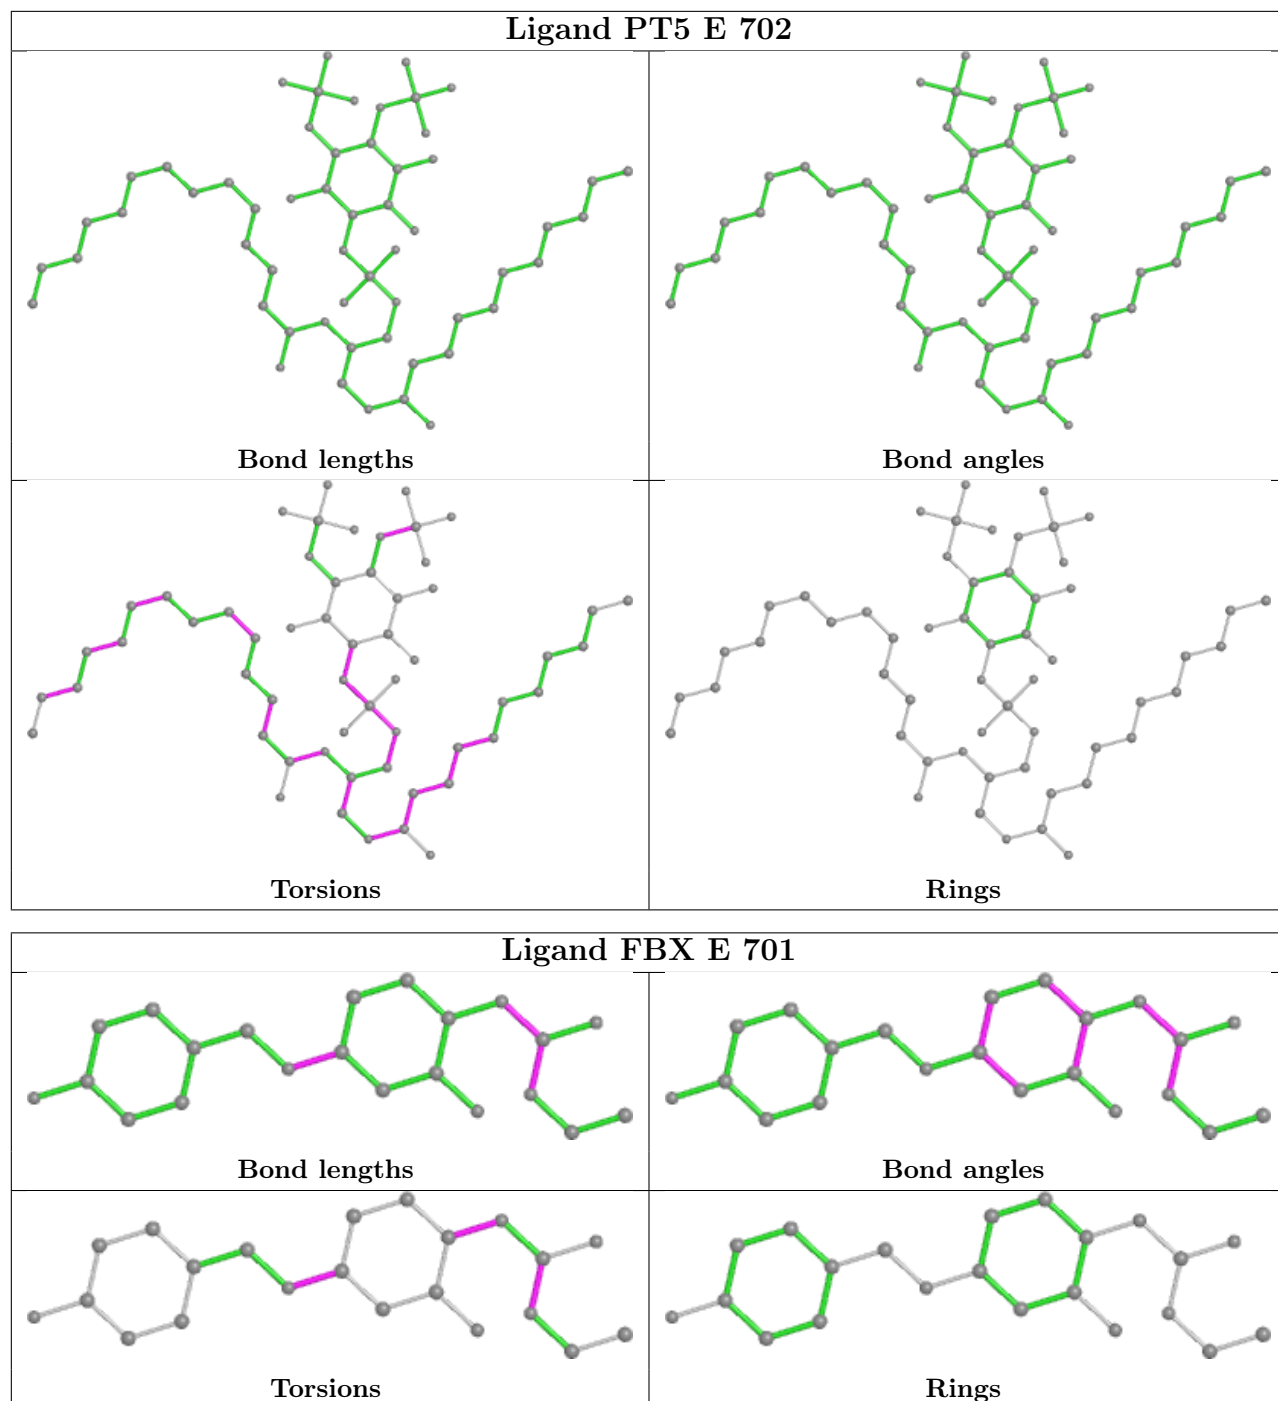 Ligand PT5 E 702
Bond lengths
Bond angles
Torsions
Rings
Ligand FBX E 701
Bond lengths
Bond angles
Torsions
Rings